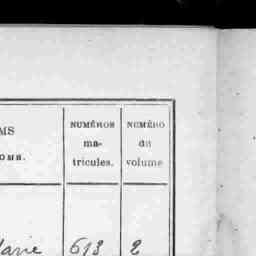 MS
OMS.
NUMÉROS
ma-
tricules.
NUMÉRO
du
volume
Marie 613 2